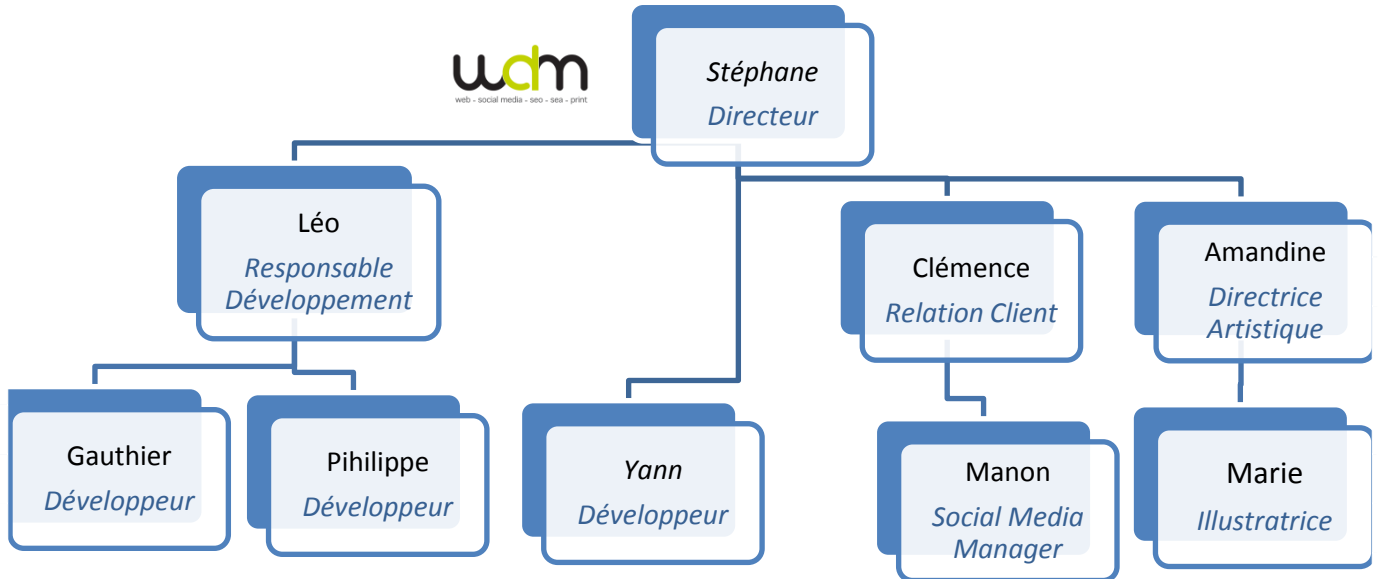 wdm
web - social media - seo - sea - print
Stéphane
Directeur
Léo
Responsable
Développement
Clémence
Relation Client
Amandine
Directrice
Artistique
Gauthier
Développeur
Pihilippe
Développeur
Yann
Développeur
Manon
Social Media
Manager
Marie
Illustratrice